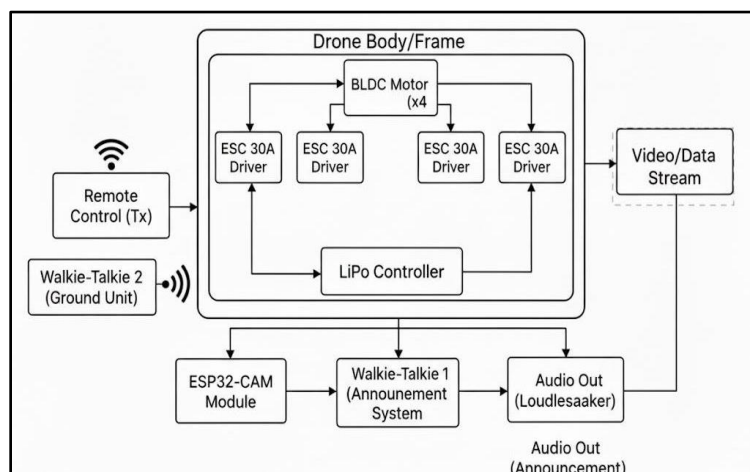 Drone Body/Frame
BLDC Motor
(x4
ESC 30A
Driver
ESC 30A
Driver
ESC 30A
Driver
ESC 30A
Driver
Video/Data
Stream
Remote
Control (Tx)
Walkie-Talkie 2
(Ground Unit)
LiPo Controller
ESP32-CAM
Module
Walkie-Talkie 1
(Announement
System
Audio Out
(Loudlesaaker)
Audio Out
(Announcement)